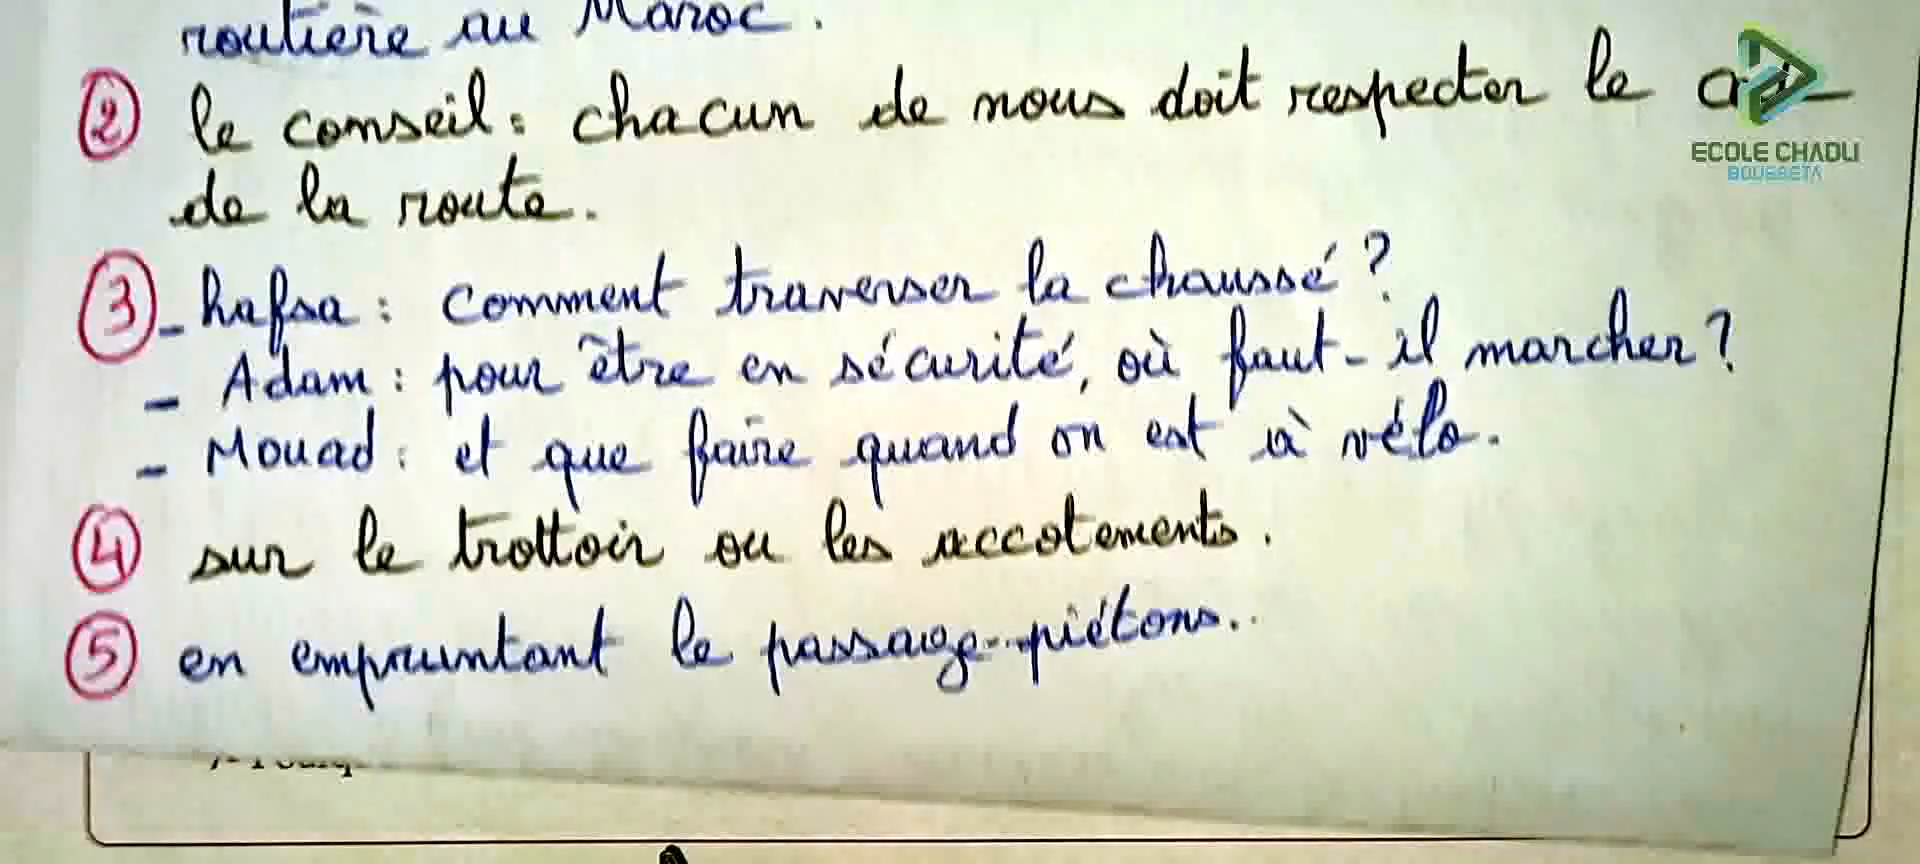 routière au Maroc.
② le conseil : chacun de nous doit respecter le
de la route.
③ - hafsa : comment traverser la chaussé ?
- Adam : pour être en sécurité, où faut-il marcher ?
- Mouad : et que faire quand on est à vélo.
④ sur le trottoir ou les accotements.
⑤ en empruntant le passage-piétons..
ECOLE CHADLI
BOUSSETA